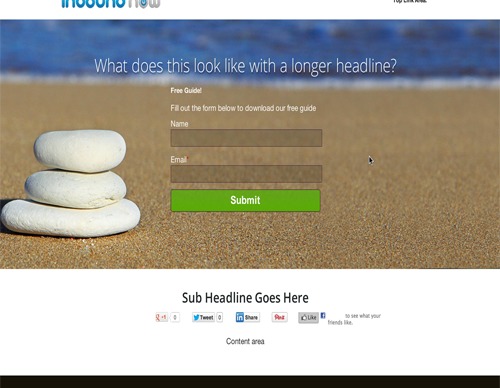 inbound now
Top Link Area.
What does this look like with a longer headline?
Free Guide!
Fill out the form below to download our free guide
Name
Email*
Submit
Sub Headline Goes Here
+1 0 Tweet 0 in Share Pin it Like to see what your
friends like.
Content area